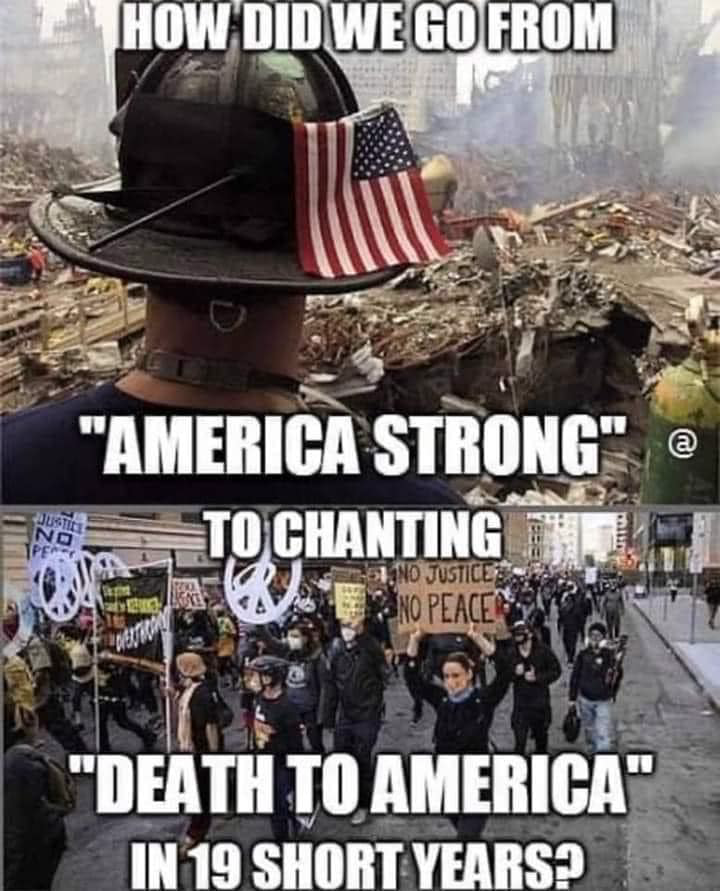 HOW DID WE GO FROM
"AMERICA STRONG"
@
TO CHANTING
JUSTICE
NO
PEACE
NO JUSTICE
NO PEACE
"DEATH TO AMERICA"
IN 19 SHORT YEARS?